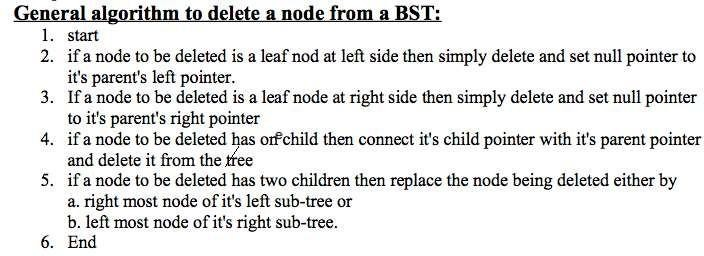 General algorithm to delete a node from a BST:
1. start
2. if a node to be deleted is a leaf nod at left side then simply delete and set null pointer to
it's parent's left pointer.
3. If a node to be deleted is a leaf node at right side then simply delete and set null pointer
to it's parent's right pointer
4. if a node to be deleted has one child then connect it's child pointer with it's parent pointer
and delete it from the tree
5. if a node to be deleted has two children then replace the node being deleted either by
a. right most node of it's left sub-tree or
b. left most node of it's right sub-tree.
6. End